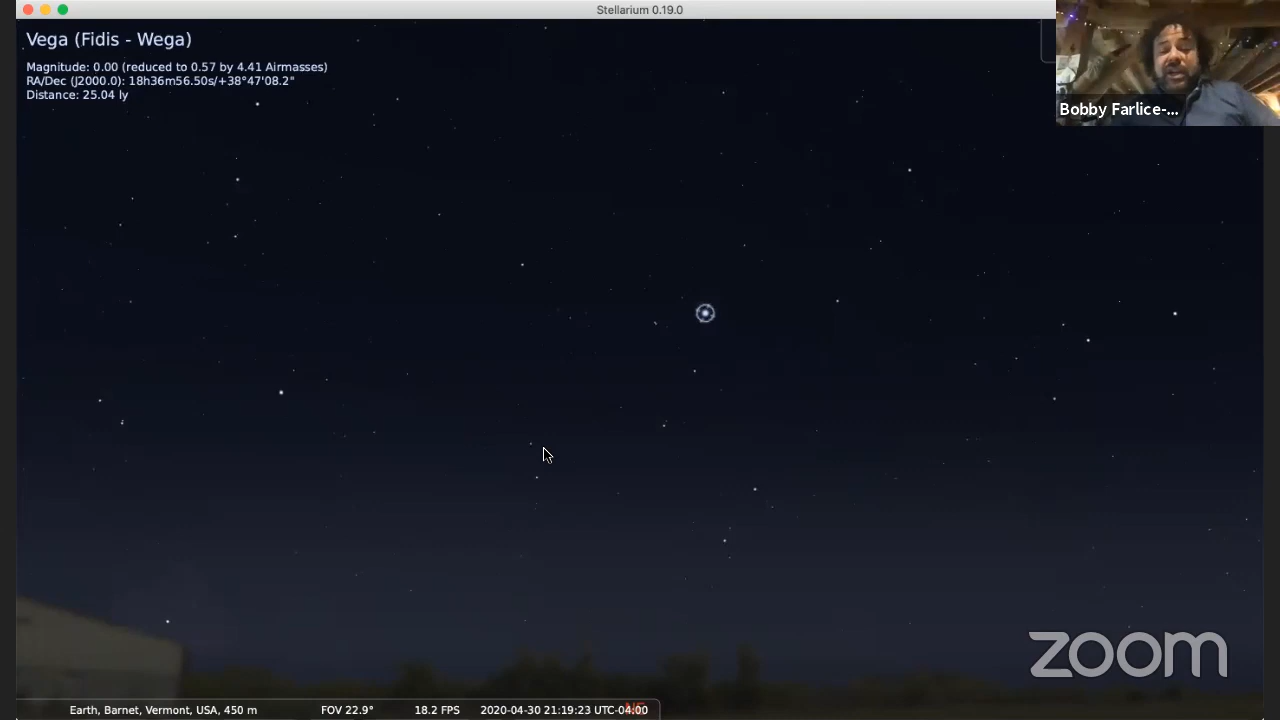 Stellarium 0.19.0
Vega (Fidis - Wega)
Magnitude: 0.00 (reduced to 0.57 by 4.41 Airmasses)
RA/Dec (J2000.0): 18h36m56.50s/+38°47'08.2"
Distance: 25.04 ly
Bobby Farlice-...
zoom
Earth, Barnet, Vermont, USA, 450 m FOV 22.9° 18.2 FPS 2020-04-30 21:19:23 UTC-04:00
NE